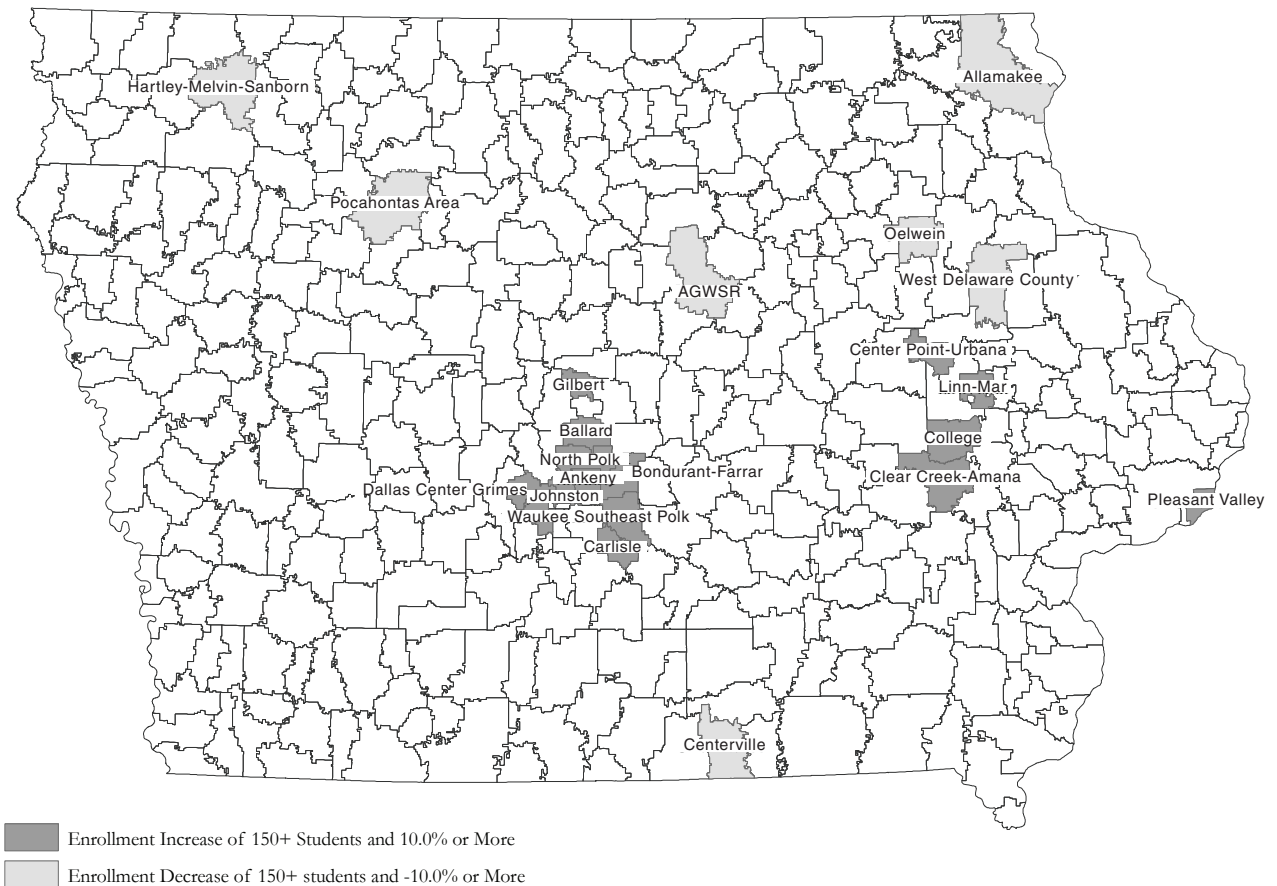 Allamakee
Hartley-Melvin-Sanborn
Pocahontas Area
Oelwein
West Delaware County
AGWSR
Center Point-Urbana
Gilbert
Linn-Mar
Ballard
College
North Polk
Bondurant-Farrar
Ankeny
Clear Creek-Amana
Dallas Center Grimes
Johnston
Pleasant Valley
Waukee Southeast Polk
Carlisle
Centerville
Enrollment Increase of 150+ Students and 10.0% or More
Enrollment Decrease of 150+ students and -10.0% or More